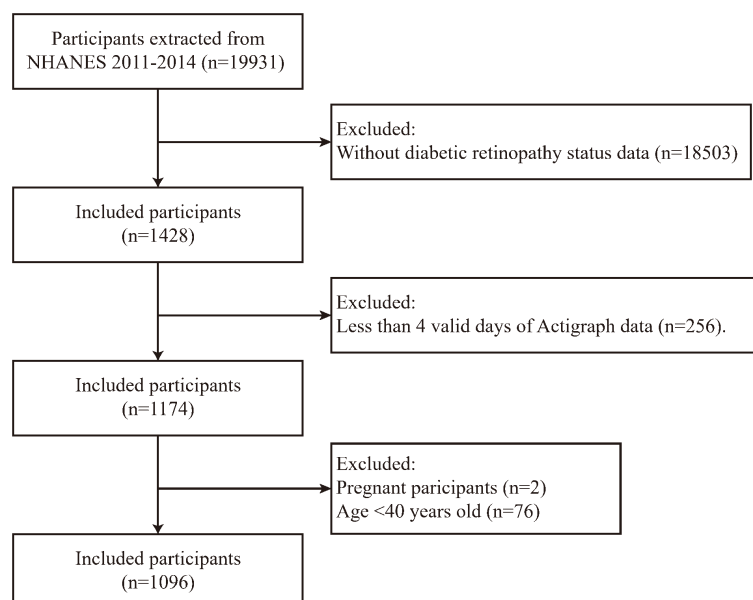 Participants extracted from
NHANES 2011-2014 (n=19931)
Excluded:
Without diabetic retinopathy status data (n=18503)
Included participants
(n=1428)
Excluded:
Less than 4 valid days of Actigraph data (n=256).
Included participants
(n=1174)
Excluded:
Pregnant paricipants (n=2)
Age <40 years old (n=76)
Included participants
(n=1096)